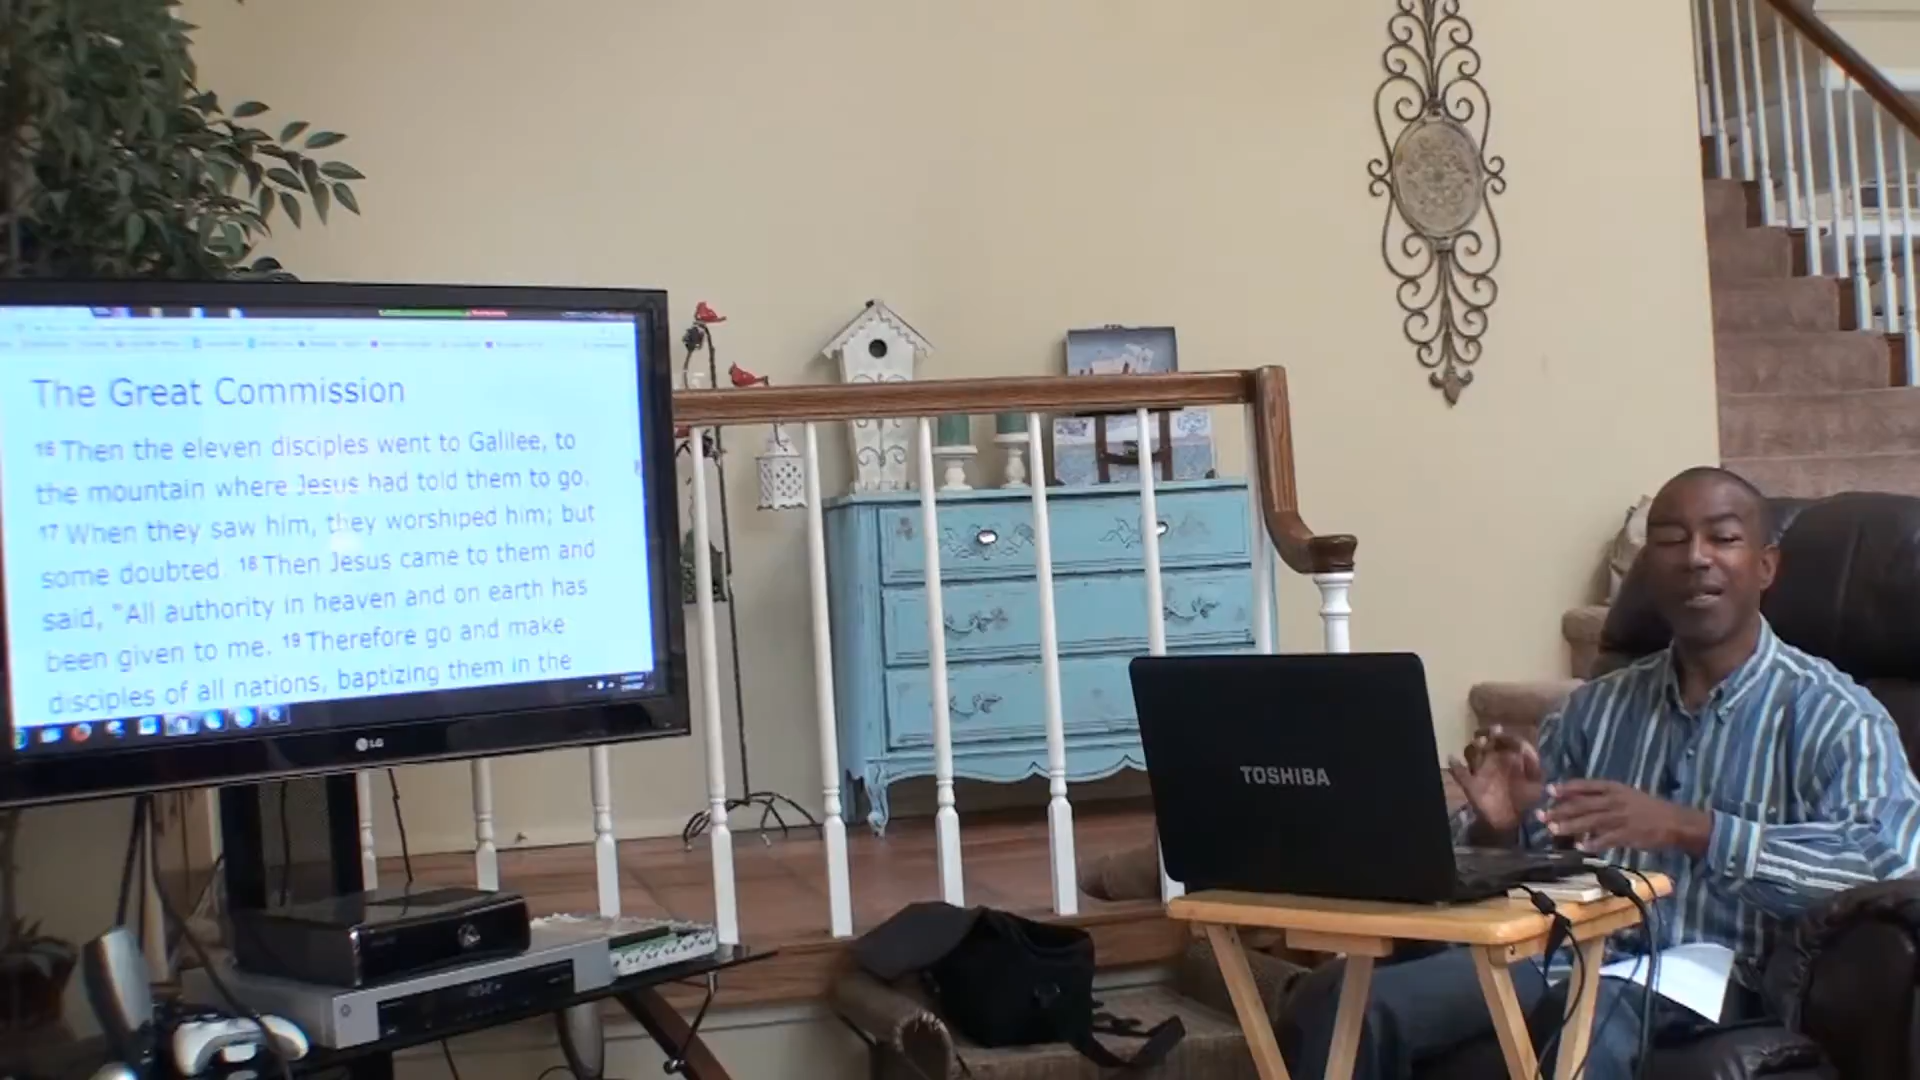 The Great Commission
16 Then the eleven disciples went to Galilee, to
the mountain where Jesus had told them to go.
17 When they saw him, they worshiped him; but
some doubted. 18 Then Jesus came to them and
said, "All authority in heaven and on earth has
been given to me. 19 Therefore go and make
disciples of all nations, baptizing them in the
LG
TOSHIBA